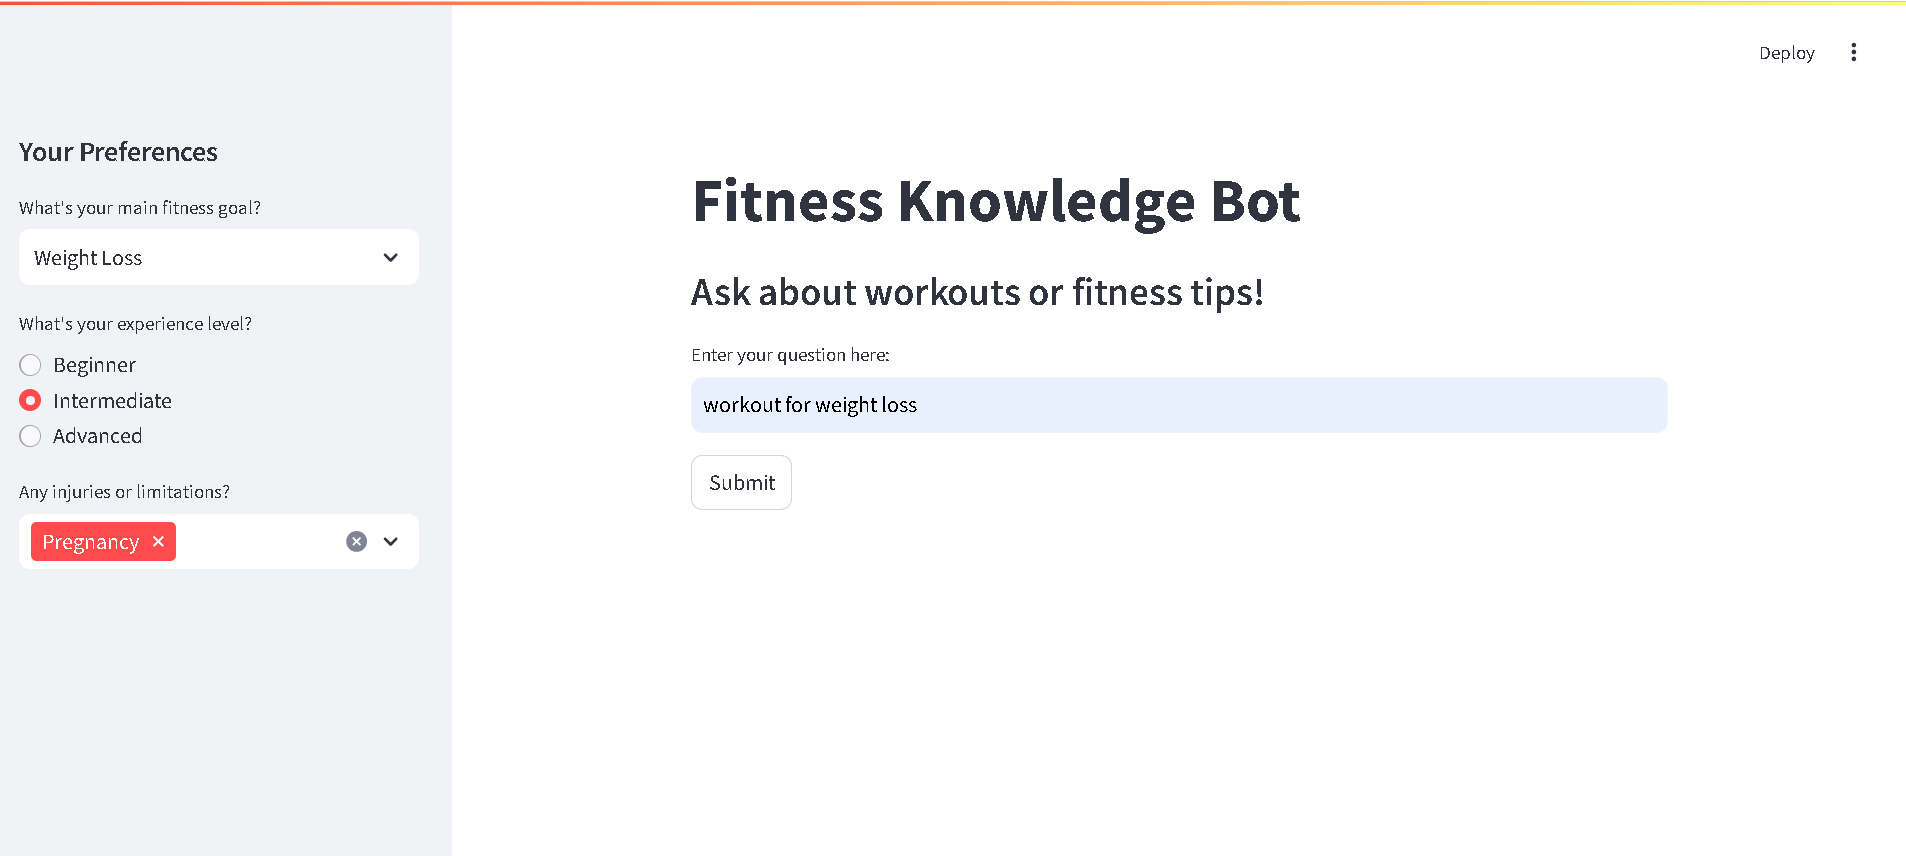 Deploy
Your Preferences
What's your main fitness goal?
Weight Loss
What's your experience level?
Beginner
Intermediate
Advanced
Any injuries or limitations?
Pregnancy
Fitness Knowledge Bot
Ask about workouts or fitness tips!
Enter your question here:
workout for weight loss
Submit